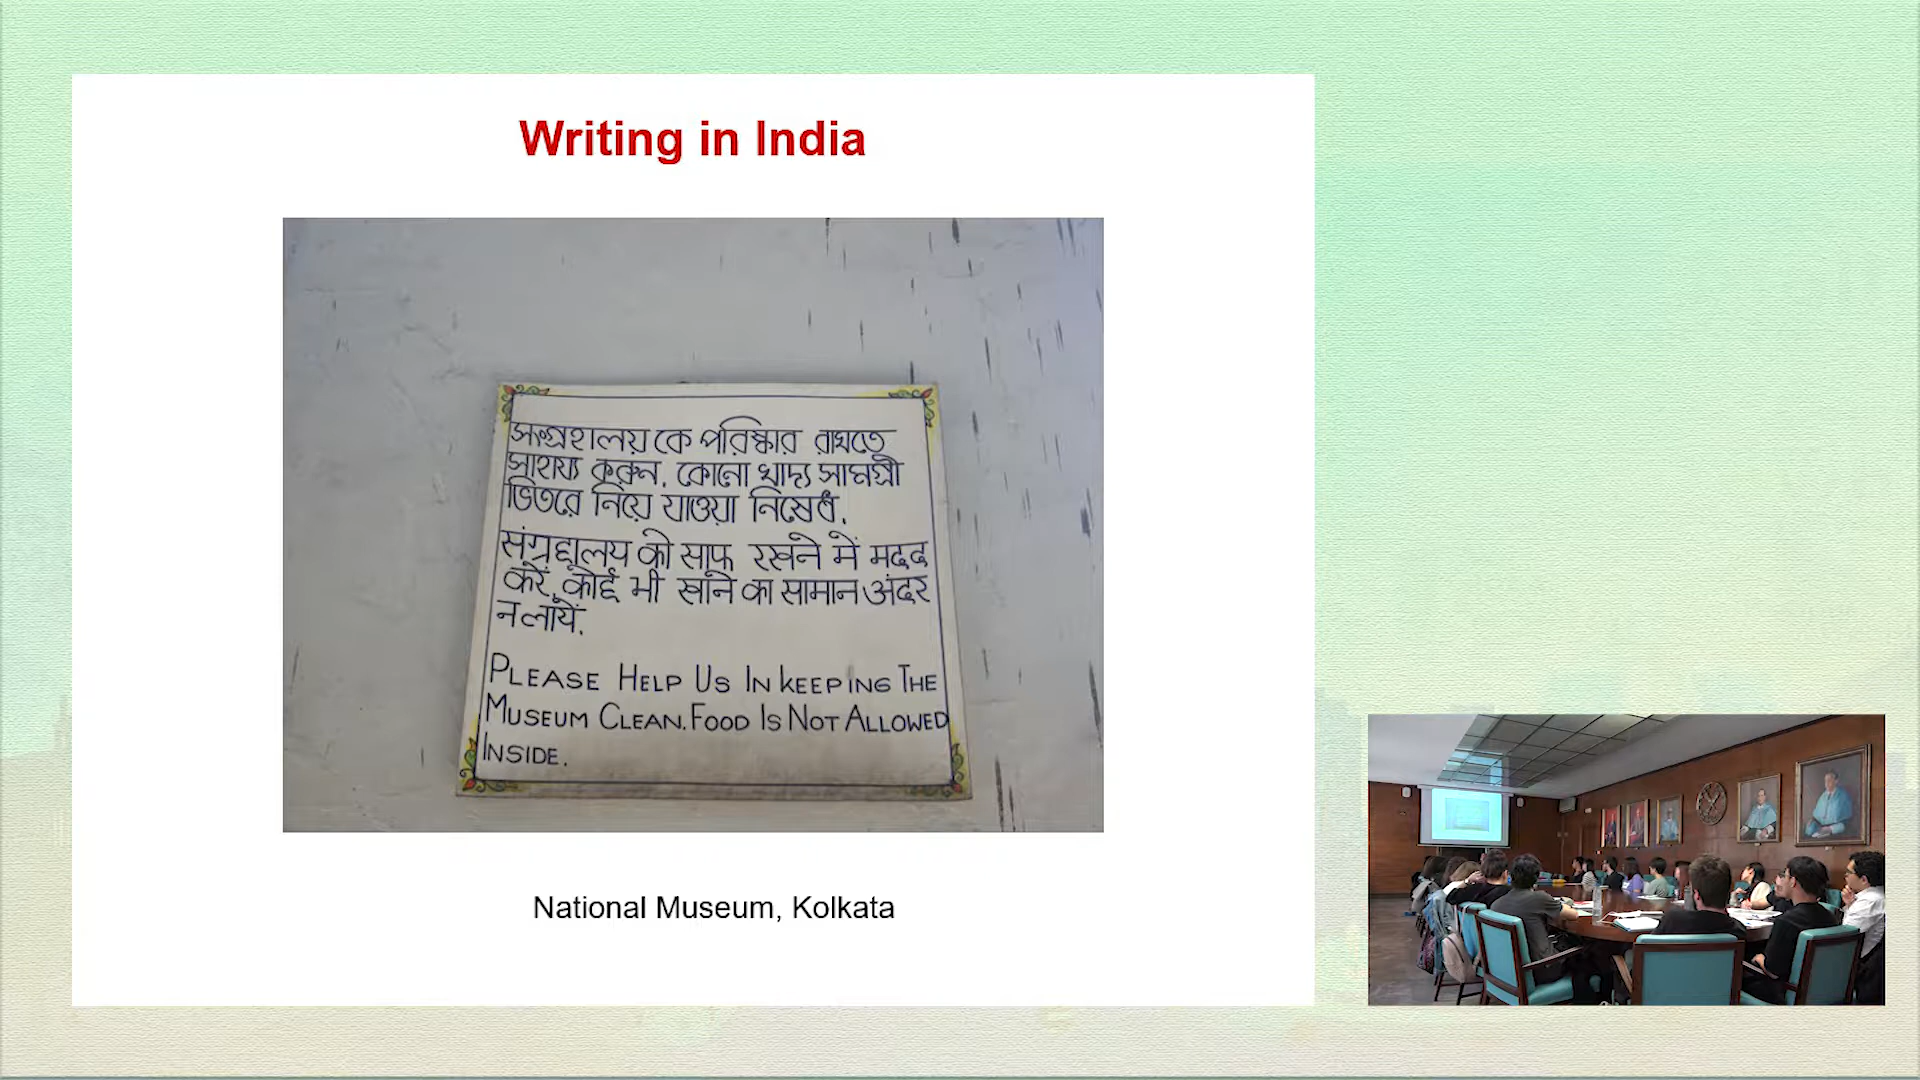 Writing in India
সংগ্রহালয় কে পরিষ্কার রাখতে
সাহায্য করুন. কোনো খাদ্য সামগ্রী
ভিতরে নিয়ে যাওয়া নিষেধ.
संग्रहालय को साफ रखने में मदद
करें. कोई भी खाने का सामान अंदर
न लायें.
PLEASE HELP US IN KEEPING THE
MUSEUM CLEAN. FOOD IS NOT ALLOWED
INSIDE.
National Museum, Kolkata